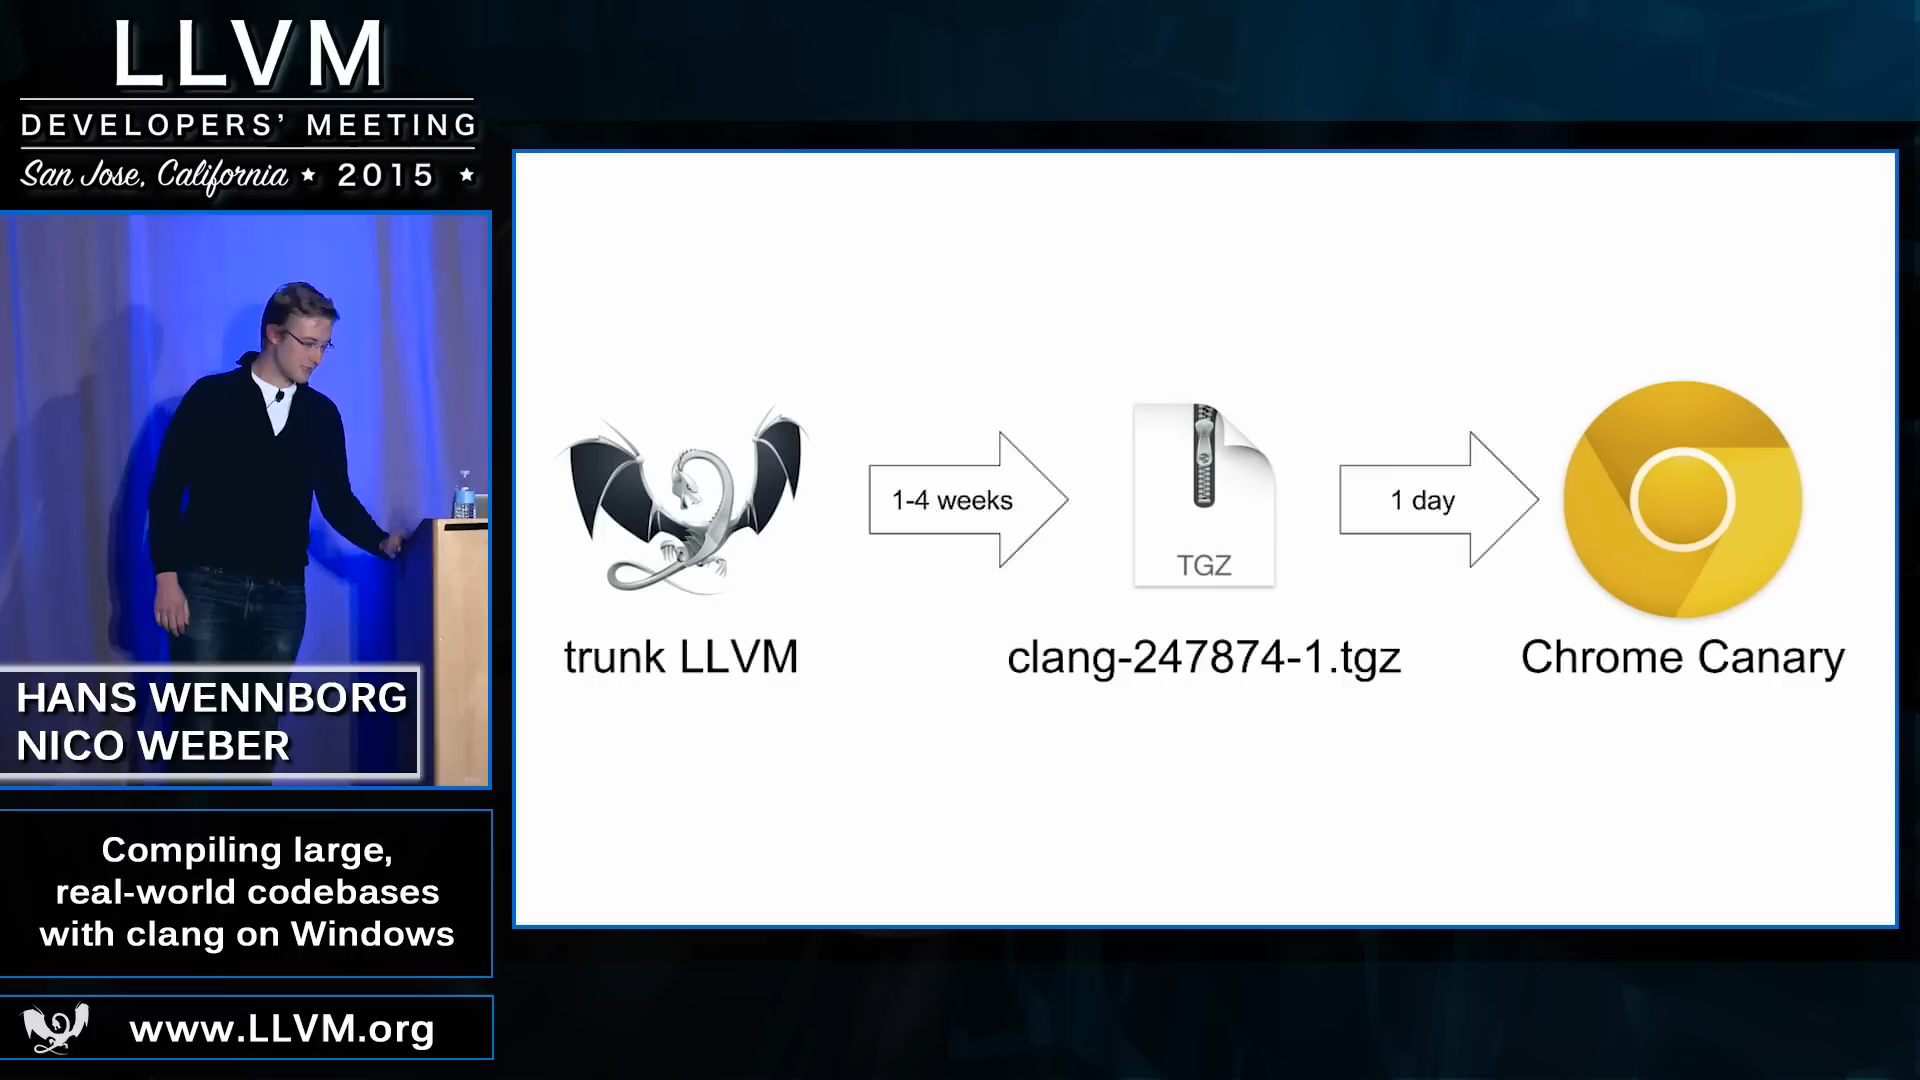 LLVM
DEVELOPERS' MEETING
San Jose, California ★ 2015 ★
HANS WENNBORG
NICO WEBER
Compiling large,
real-world codebases
with clang on Windows
www.LLVM.org
1-4 weeks
TGZ
1 day
trunk LLVM
clang-247874-1.tgz
Chrome Canary